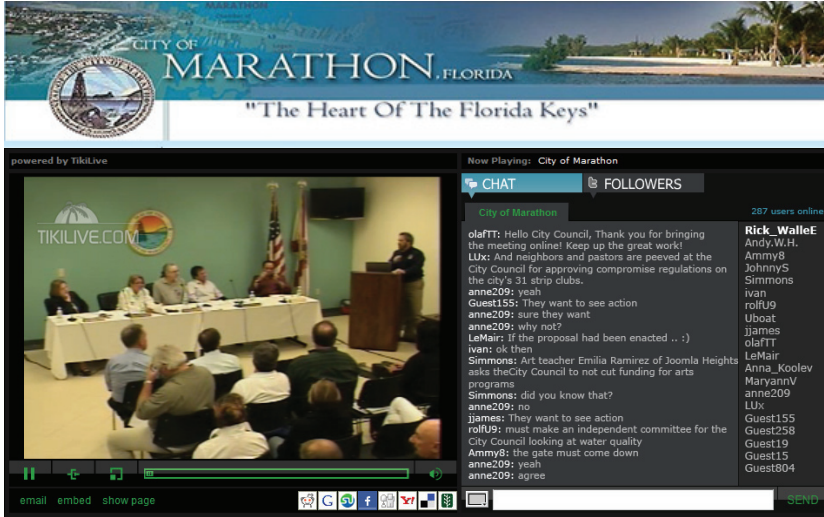 CITY OF
MARATHON, FLORIDA
"The Heart Of The Florida Keys"
powered by TikiLive
Now Playing: City of Marathon
CHAT
FOLLOWERS
City of Marathon
287 users online
TIKILIVE.COM
olafTT: Hello City Council, Thank you for bringing
the meeting online! Keep up the great work!
LUx: And neighbors and pastors are peeved at the
City Council for approving compromise regulations on
the city's 31 strip clubs.
anne209: yeah
Guest155: They want to see action
anne209: sure they want
anne209: why not?
LeMair: If the proposal had been enacted .. :)
ivan: ok then
Simmons: Art teacher Emilia Ramirez of Joomla Heights
asks theCity Council to not cut funding for arts
programs
Simmons: did you know that?
anne209: no
jjames: They want to see action
rolfU9: must make an independent committee for the
City Council looking at water quality
Ammy8: the gate must come down
anne209: yeah
anne209: agree
Rick_WalleE
Andy.W.H.
Ammy8
JohnnyS
Simmons
ivan
rolfU9
Uboat
jjames
olafTT
LeMair
Anna_Koolev
MaryannV
anne209
LUx
Guest155
Guest258
Guest19
Guest15
Guest804
email embed show page
SEND